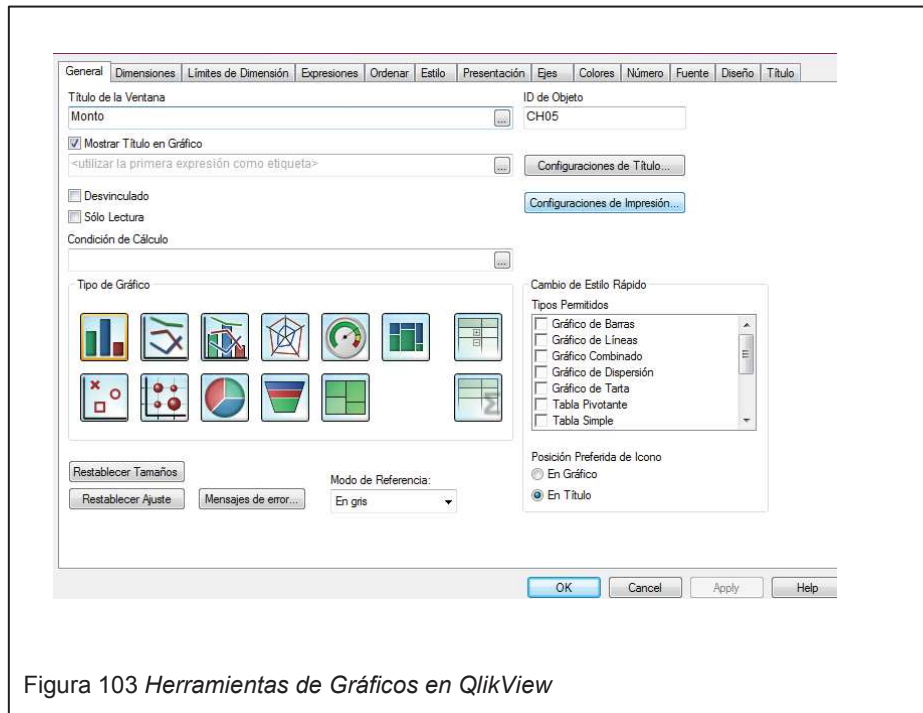 General Dimensiones Límites de Dimensión Expresiones Ordenar Estilo Presentación Ejes Colores Número Fuente Diseño Título
Título de la Ventana
ID de Objeto
Monto ...
CH05
Mostrar Título en Gráfico
<utilizar la primera expresión como etiqueta> ...
Configuraciones de Título...
Desvinculado
Configuraciones de Impresión...
Sólo Lectura
Condición de Cálculo
...
Tipo de Gráfico
Cambio de Estilo Rápido
Tipos Permitidos
Gráfico de Barras
Gráfico de Líneas
Gráfico Combinado
Gráfico de Dispersión
Gráfico de Tarta
Tabla Pivotante
Tabla Simple
Posición Preferida de Icono
En Gráfico
En Título
Restablecer Tamaños
Modo de Referencia:
Restablecer Ajuste Mensajes de error... En gris
OK Cancel Apply Help
Figura 103 Herramientas de Gráficos en QlikView